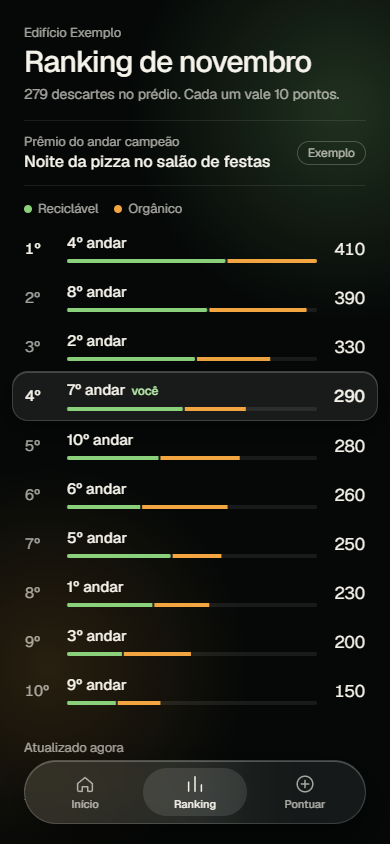 Edifício Exemplo
Ranking de novembro
279 descartes no prédio. Cada um vale 10 pontos.
Prêmio do andar campeão
Noite da pizza no salão de festas
Exemplo
Reciclável Orgânico
1º 4º andar 410
2º 8º andar 390
3º 2º andar 330
4º 7º andar você 290
5º 10º andar 280
6º 6º andar 260
7º 5º andar 250
8º 1º andar 230
9º 3º andar 200
10º 9º andar 150
Atualizado agora
Início Ranking Pontuar